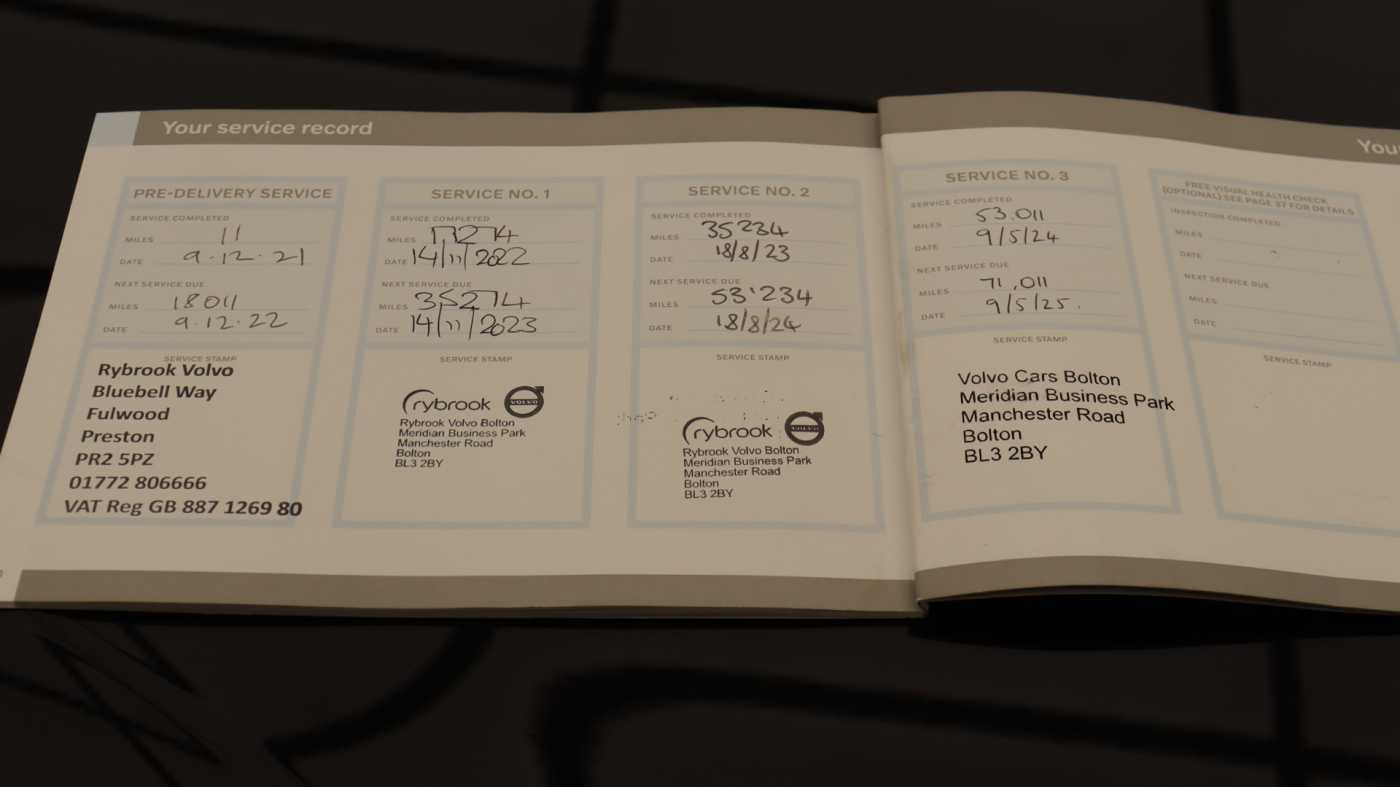 Your service record
PRE-DELIVERY SERVICE
SERVICE COMPLETED
MILES 11
DATE 9.12.21
NEXT SERVICE DUE
MILES 18011
DATE 9.12.22
SERVICE STAMP
Rybrook Volvo
Bluebell Way
Fulwood
Preston
PR2 5PZ
01772 806666
VAT Reg GB 887 1269 80
SERVICE NO. 1
SERVICE COMPLETED
MILES 17274
DATE 14/11/2022
NEXT SERVICE DUE
MILES 35274
DATE 14/11/2023
SERVICE STAMP
rybrook VOLVO
Rybrook Volvo Bolton
Meridian Business Park
Manchester Road
Bolton
BL3 2BY
SERVICE NO. 2
SERVICE COMPLETED
MILES 35234
DATE 18/8/23
NEXT SERVICE DUE
MILES 53'234
DATE 18/8/24
SERVICE STAMP
rybrook VOLVO
Rybrook Volvo Bolton
Meridian Business Park
Manchester Road
Bolton
BL3 2BY
SERVICE NO. 3
SERVICE COMPLETED
MILES 53.011
DATE 9/5/24
NEXT SERVICE DUE
MILES 71,011
DATE 9/5/25.
SERVICE STAMP
Volvo Cars Bolton
Meridian Business Park
Manchester Road
Bolton
BL3 2BY
FREE VISUAL HEALTH CHECK
(OPTIONAL) SEE PAGE 37 FOR DETAILS
INSPECTION COMPLETED
MILES
DATE
NEXT SERVICE DUE
MILES
DATE
SERVICE STAMP